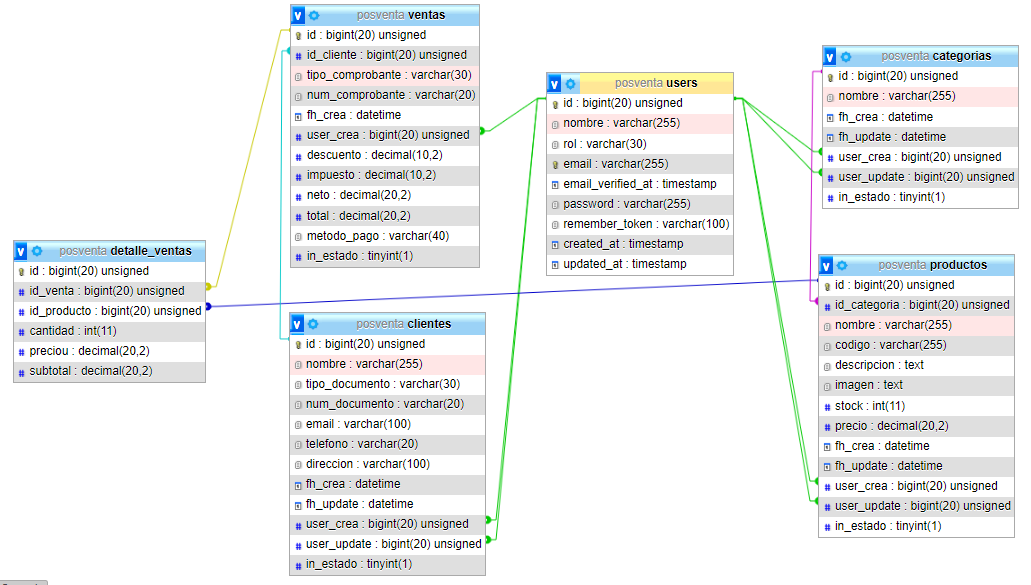 posventa ventas
id : bigint(20) unsigned
id_cliente : bigint(20) unsigned
tipo_comprobante : varchar(30)
num_comprobante : varchar(20)
fh_crea : datetime
user_crea : bigint(20) unsigned
descuento : decimal(10,2)
impuesto : decimal(10,2)
neto : decimal(20,2)
total : decimal(20,2)
metodo_pago : varchar(40)
in_estado : tinyint(1)
posventa users
id : bigint(20) unsigned
nombre : varchar(255)
rol : varchar(30)
email : varchar(255)
email_verified_at : timestamp
password : varchar(255)
remember_token : varchar(100)
created_at : timestamp
updated_at : timestamp
posventa categorias
id : bigint(20) unsigned
nombre : varchar(255)
fh_crea : datetime
fh_update : datetime
user_crea : bigint(20) unsigned
user_update : bigint(20) unsigned
in_estado : tinyint(1)
posventa detalle_ventas
id : bigint(20) unsigned
id_venta : bigint(20) unsigned
id_producto : bigint(20) unsigned
cantidad : int(11)
preciou : decimal(20,2)
subtotal : decimal(20,2)
posventa clientes
id : bigint(20) unsigned
nombre : varchar(255)
tipo_documento : varchar(30)
num_documento : varchar(20)
email : varchar(100)
telefono : varchar(20)
direccion : varchar(100)
fh_crea : datetime
fh_update : datetime
user_crea : bigint(20) unsigned
user_update : bigint(20) unsigned
in_estado : tinyint(1)
posventa productos
id : bigint(20) unsigned
id_categoria : bigint(20) unsigned
nombre : varchar(255)
codigo : varchar(255)
descripcion : text
imagen : text
stock : int(11)
precio : decimal(20,2)
fh_crea : datetime
fh_update : datetime
user_crea : bigint(20) unsigned
user_update : bigint(20) unsigned
in_estado : tinyint(1)